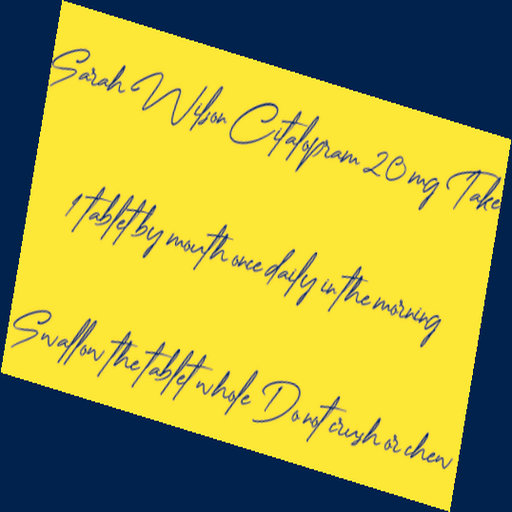 Sarah Wilson Citalopram 20 mg Take
1 tablet by mouth once daily in the morning
Swallow the tablet whole Do not crush or chew